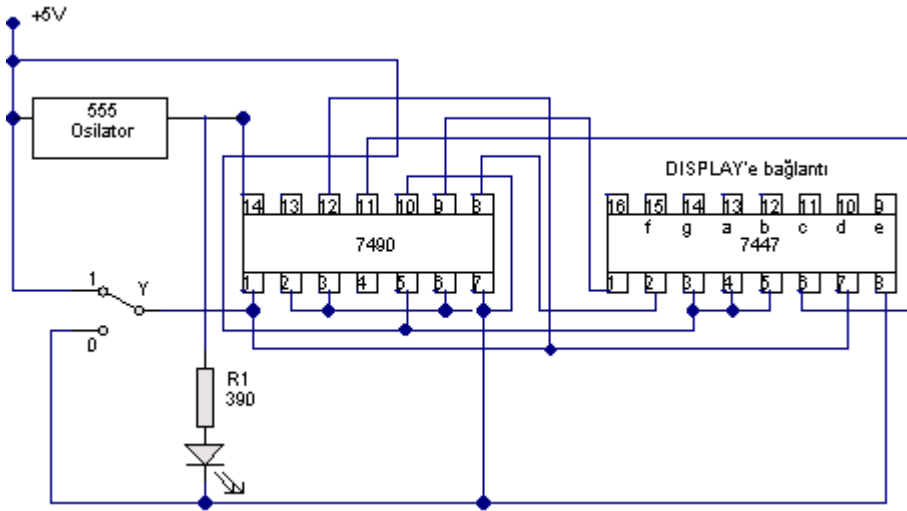 +5V
555
Osilator
DISPLAY'e bağlantı
14 13 12 11 10 9 8
16 15 14 13 12 11 10 9
f g a b c d e
7490
7447
1 2 3 4 5 6 7
1 2 3 4 5 6 7 8
1
Y
0
R1
390